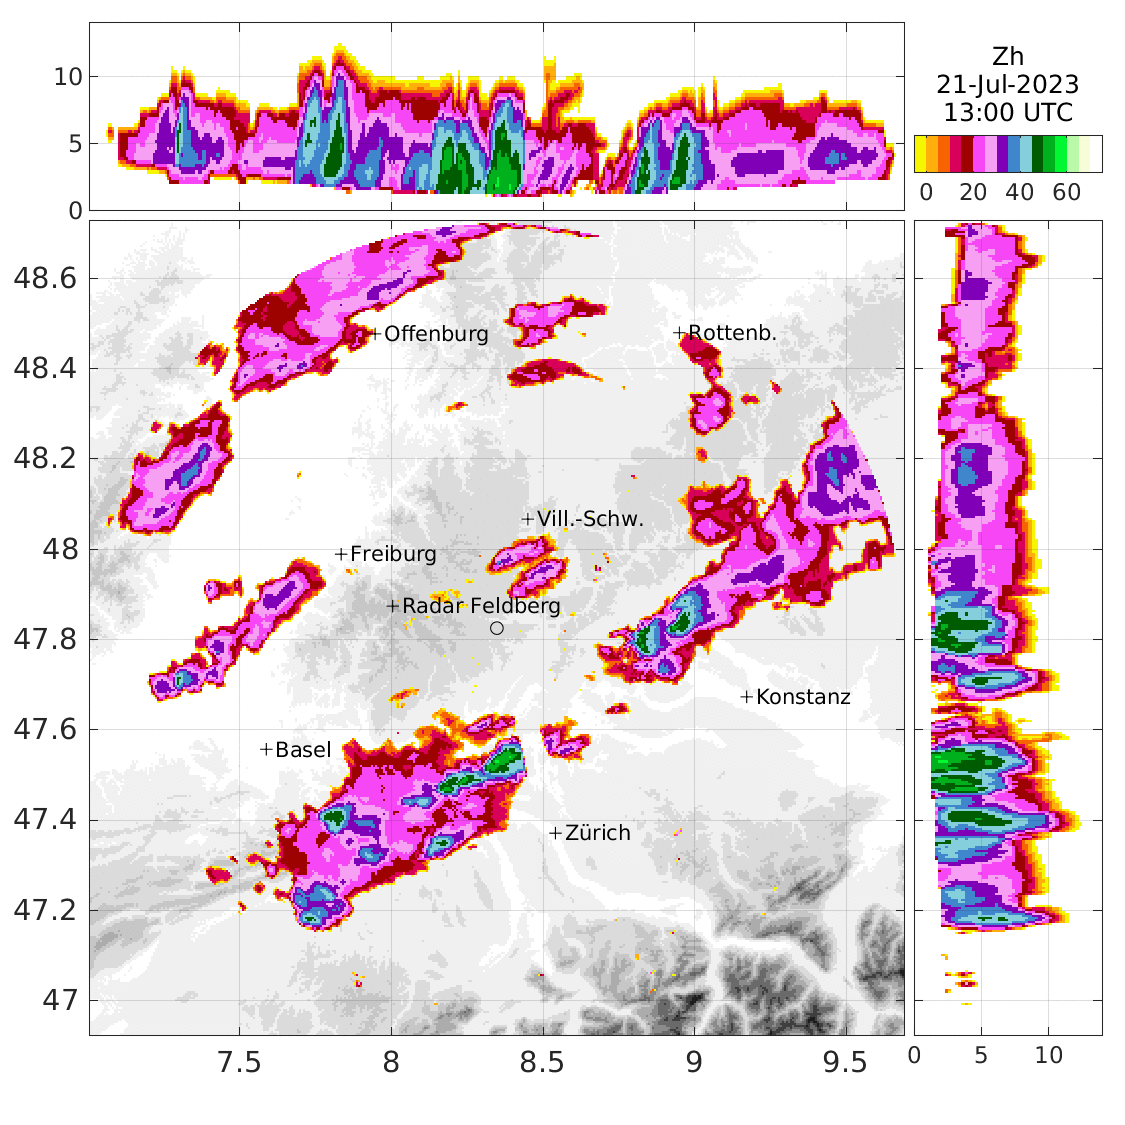 Zh
21-Jul-2023
13:00 UTC
0 20 40 60
10
5
0
48.6
48.4
48.2
48
47.8
47.6
47.4
47.2
47
+Offenburg
+Rottenb.
+Vill.-Schw.
+Freiburg
+Radar Feldberg
+Konstanz
+Basel
+Zürich
7.5 8 8.5 9 9.5
0 5 10